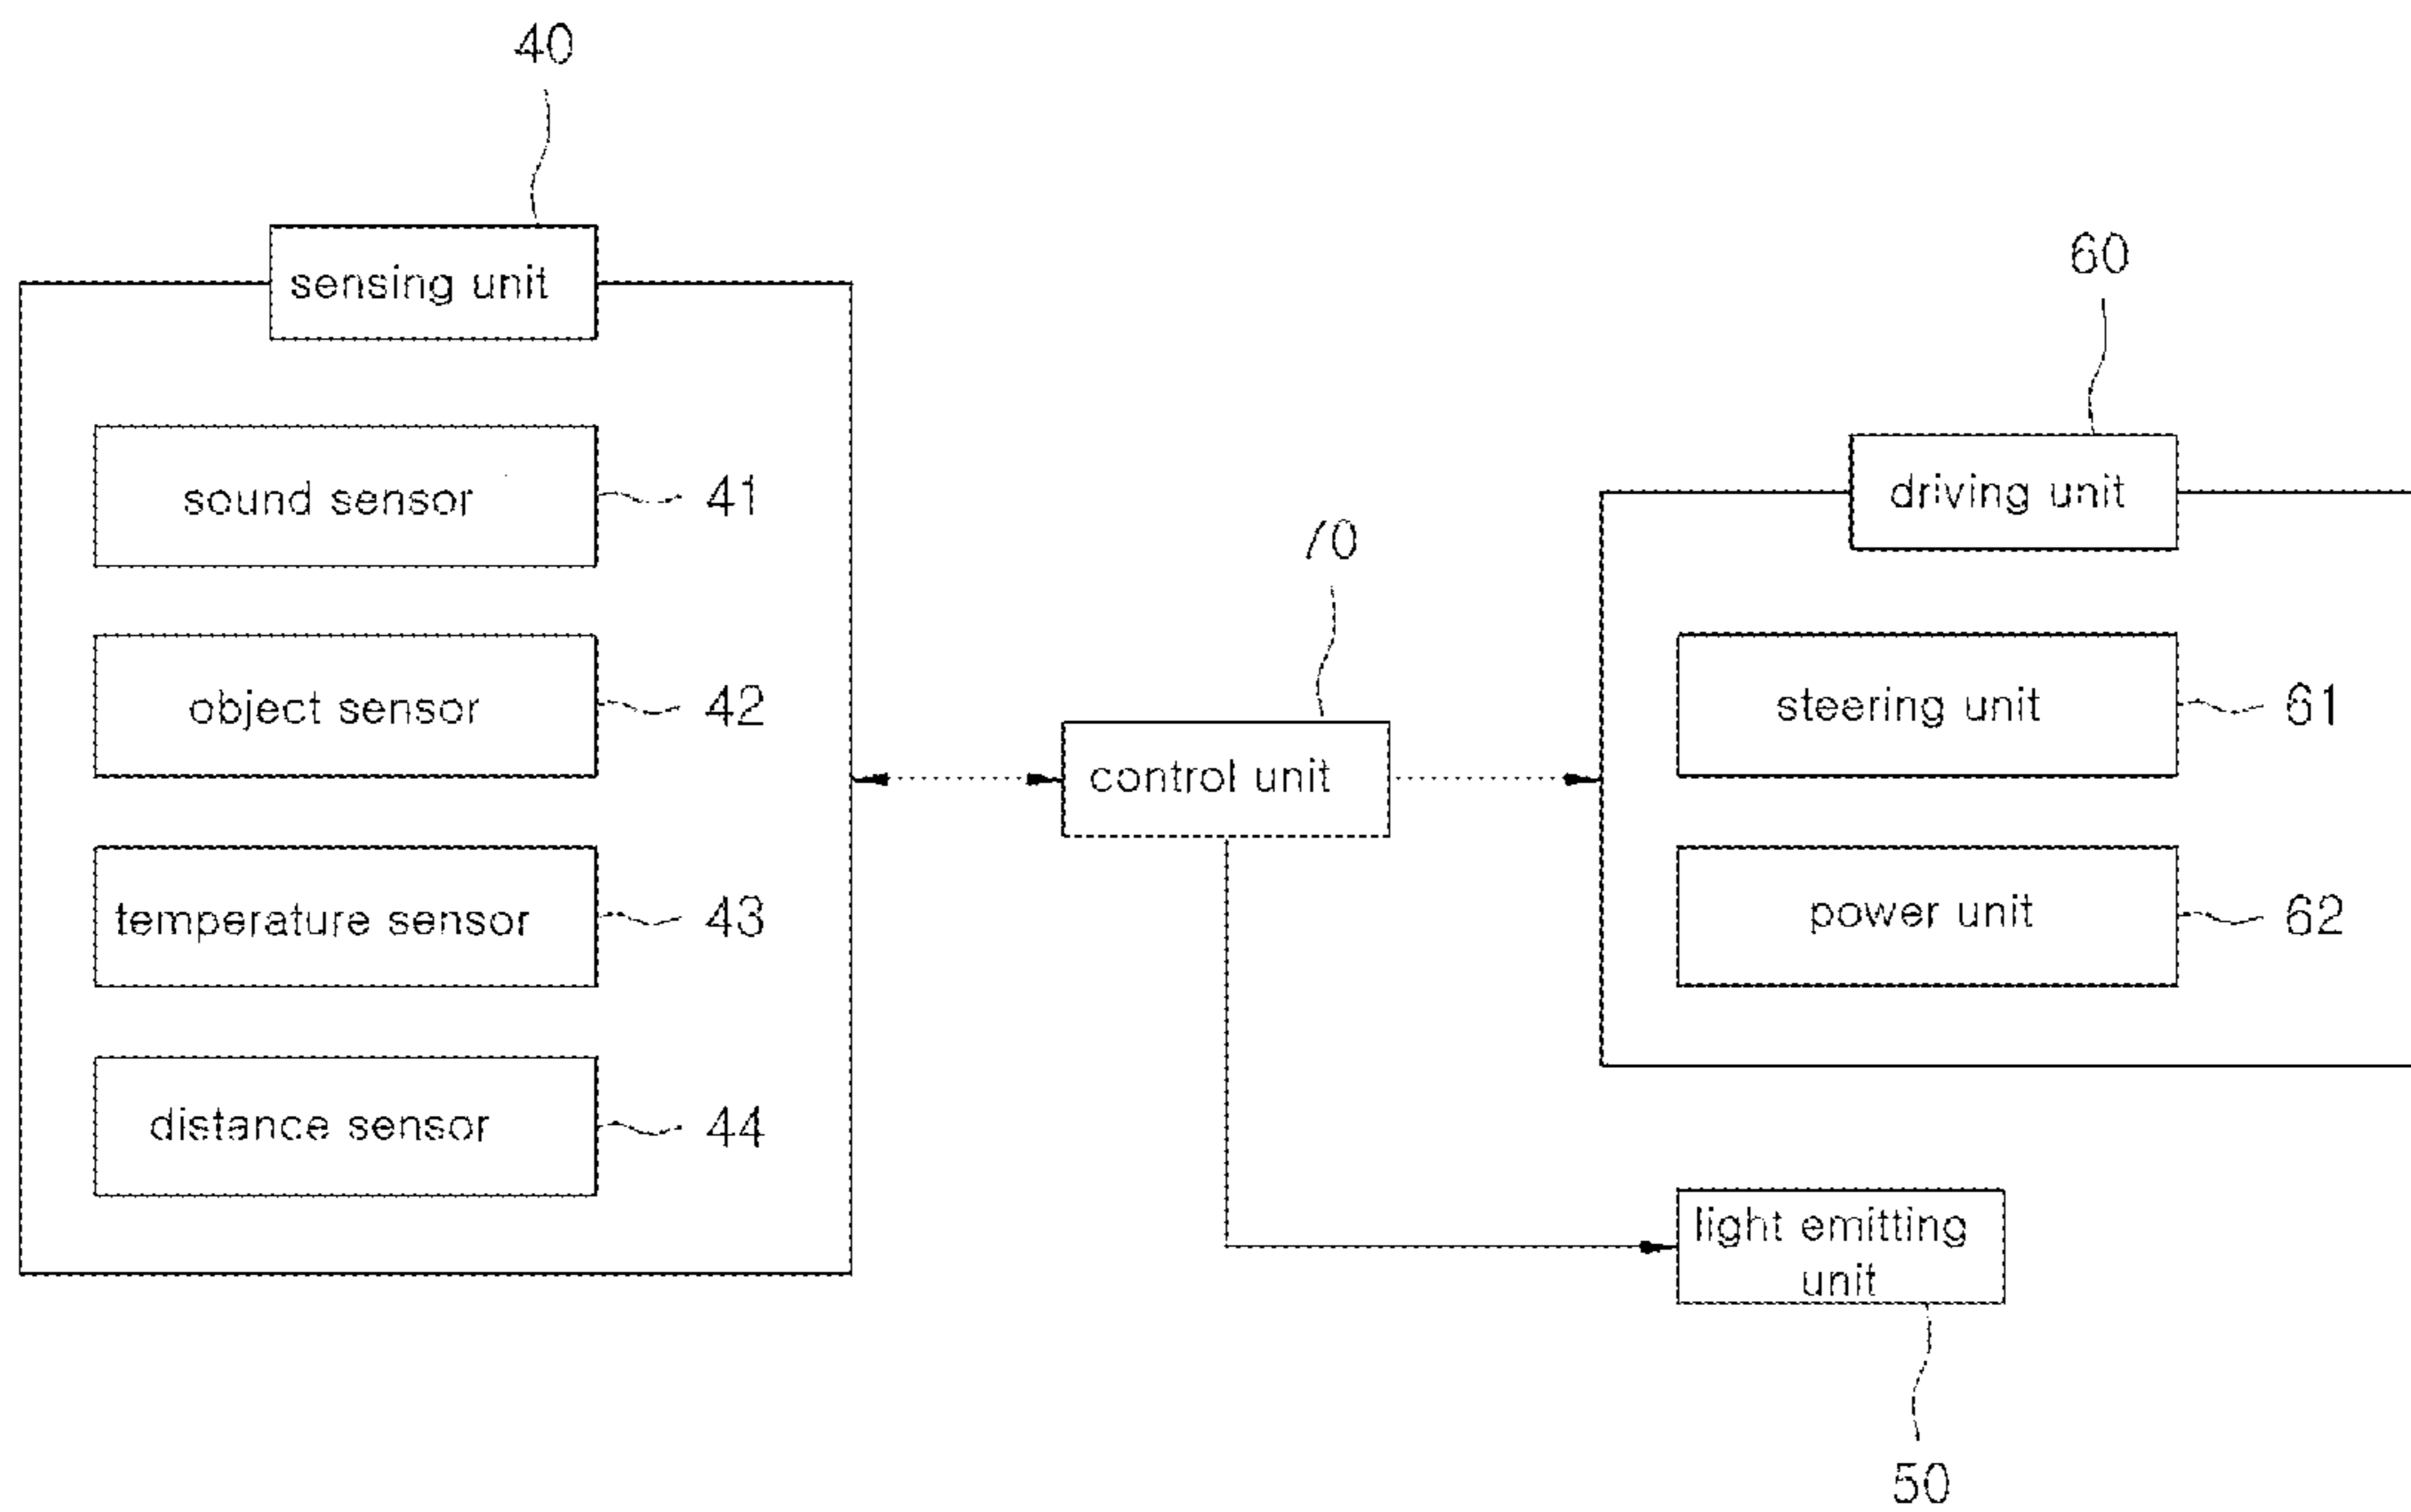 40
sensing unit
sound sensor
41
object sensor
42
temperature sensor
43
distance sensor
44
70
control unit
60
driving unit
steering unit
61
power unit
62
light emitting
unit
50